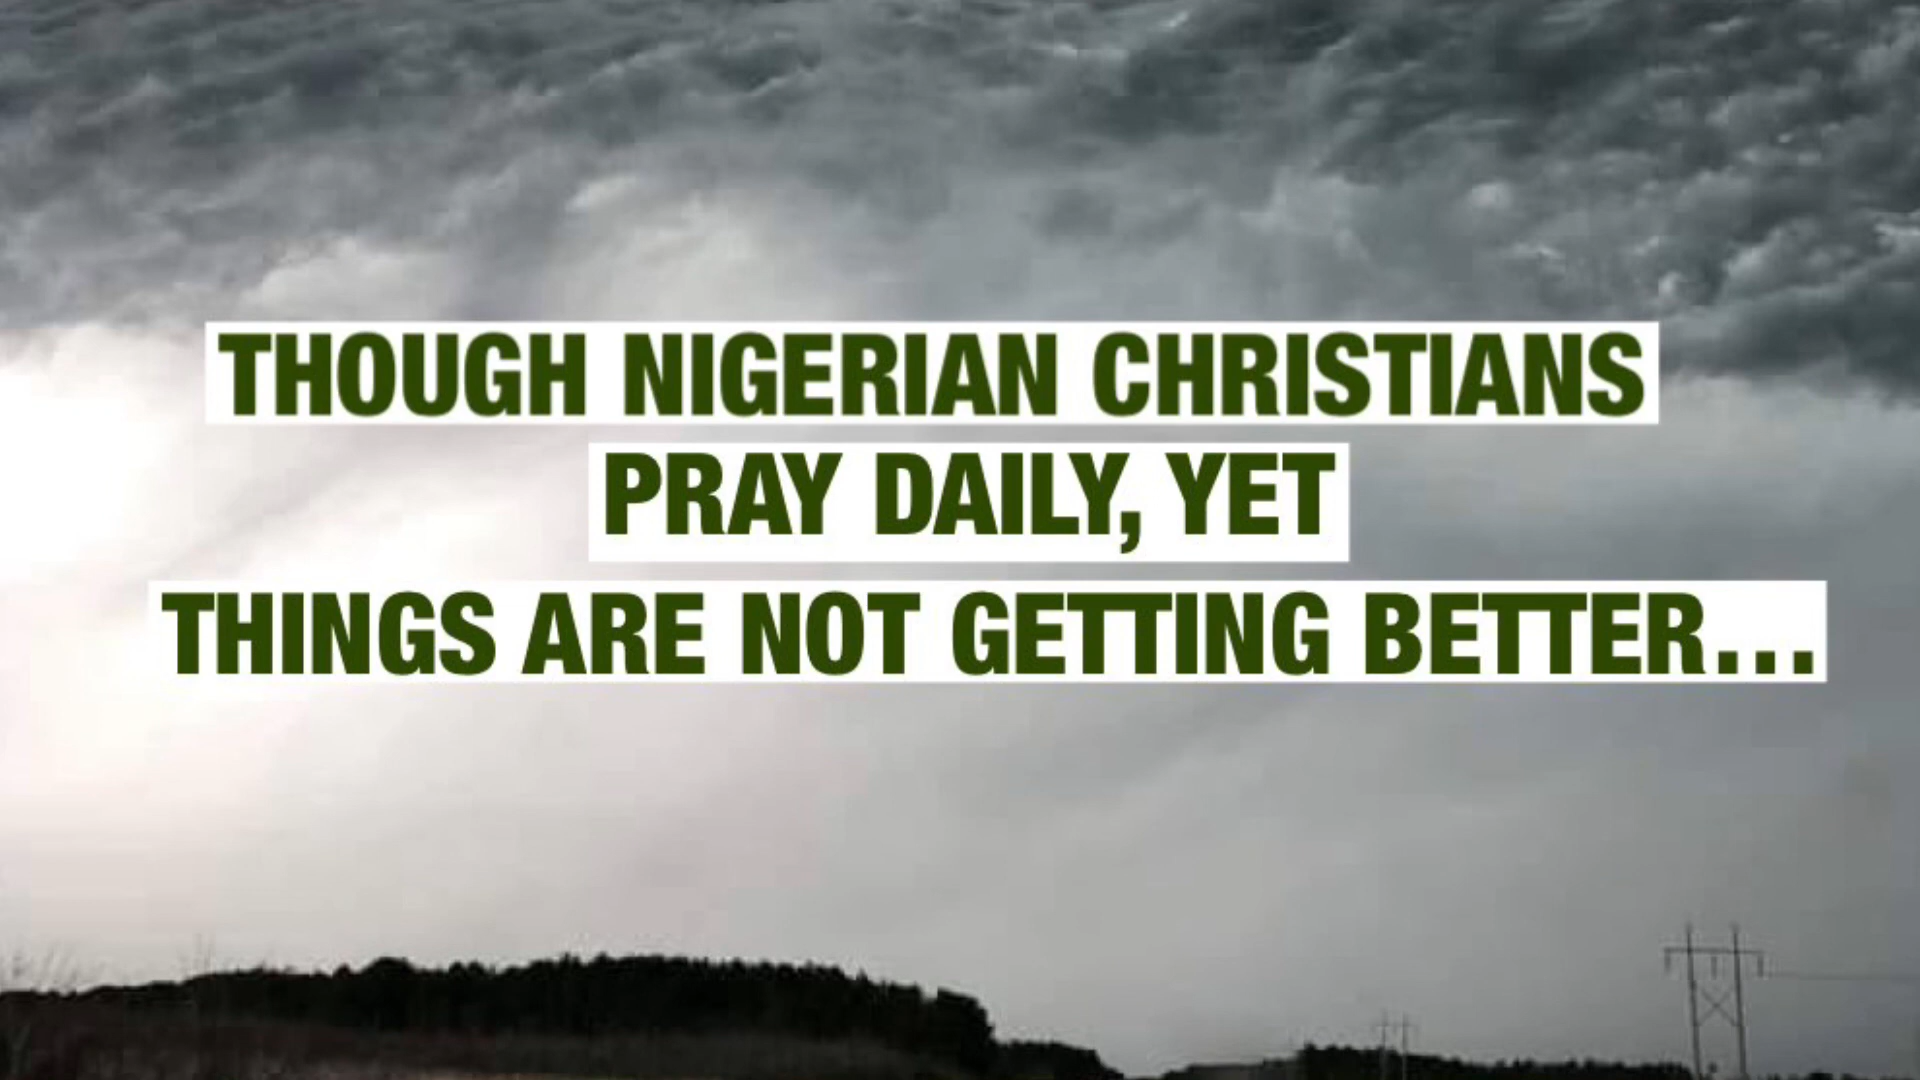 THOUGH NIGERIAN CHRISTIANS
PRAY DAILY, YET
THINGS ARE NOT GETTING BETTER...